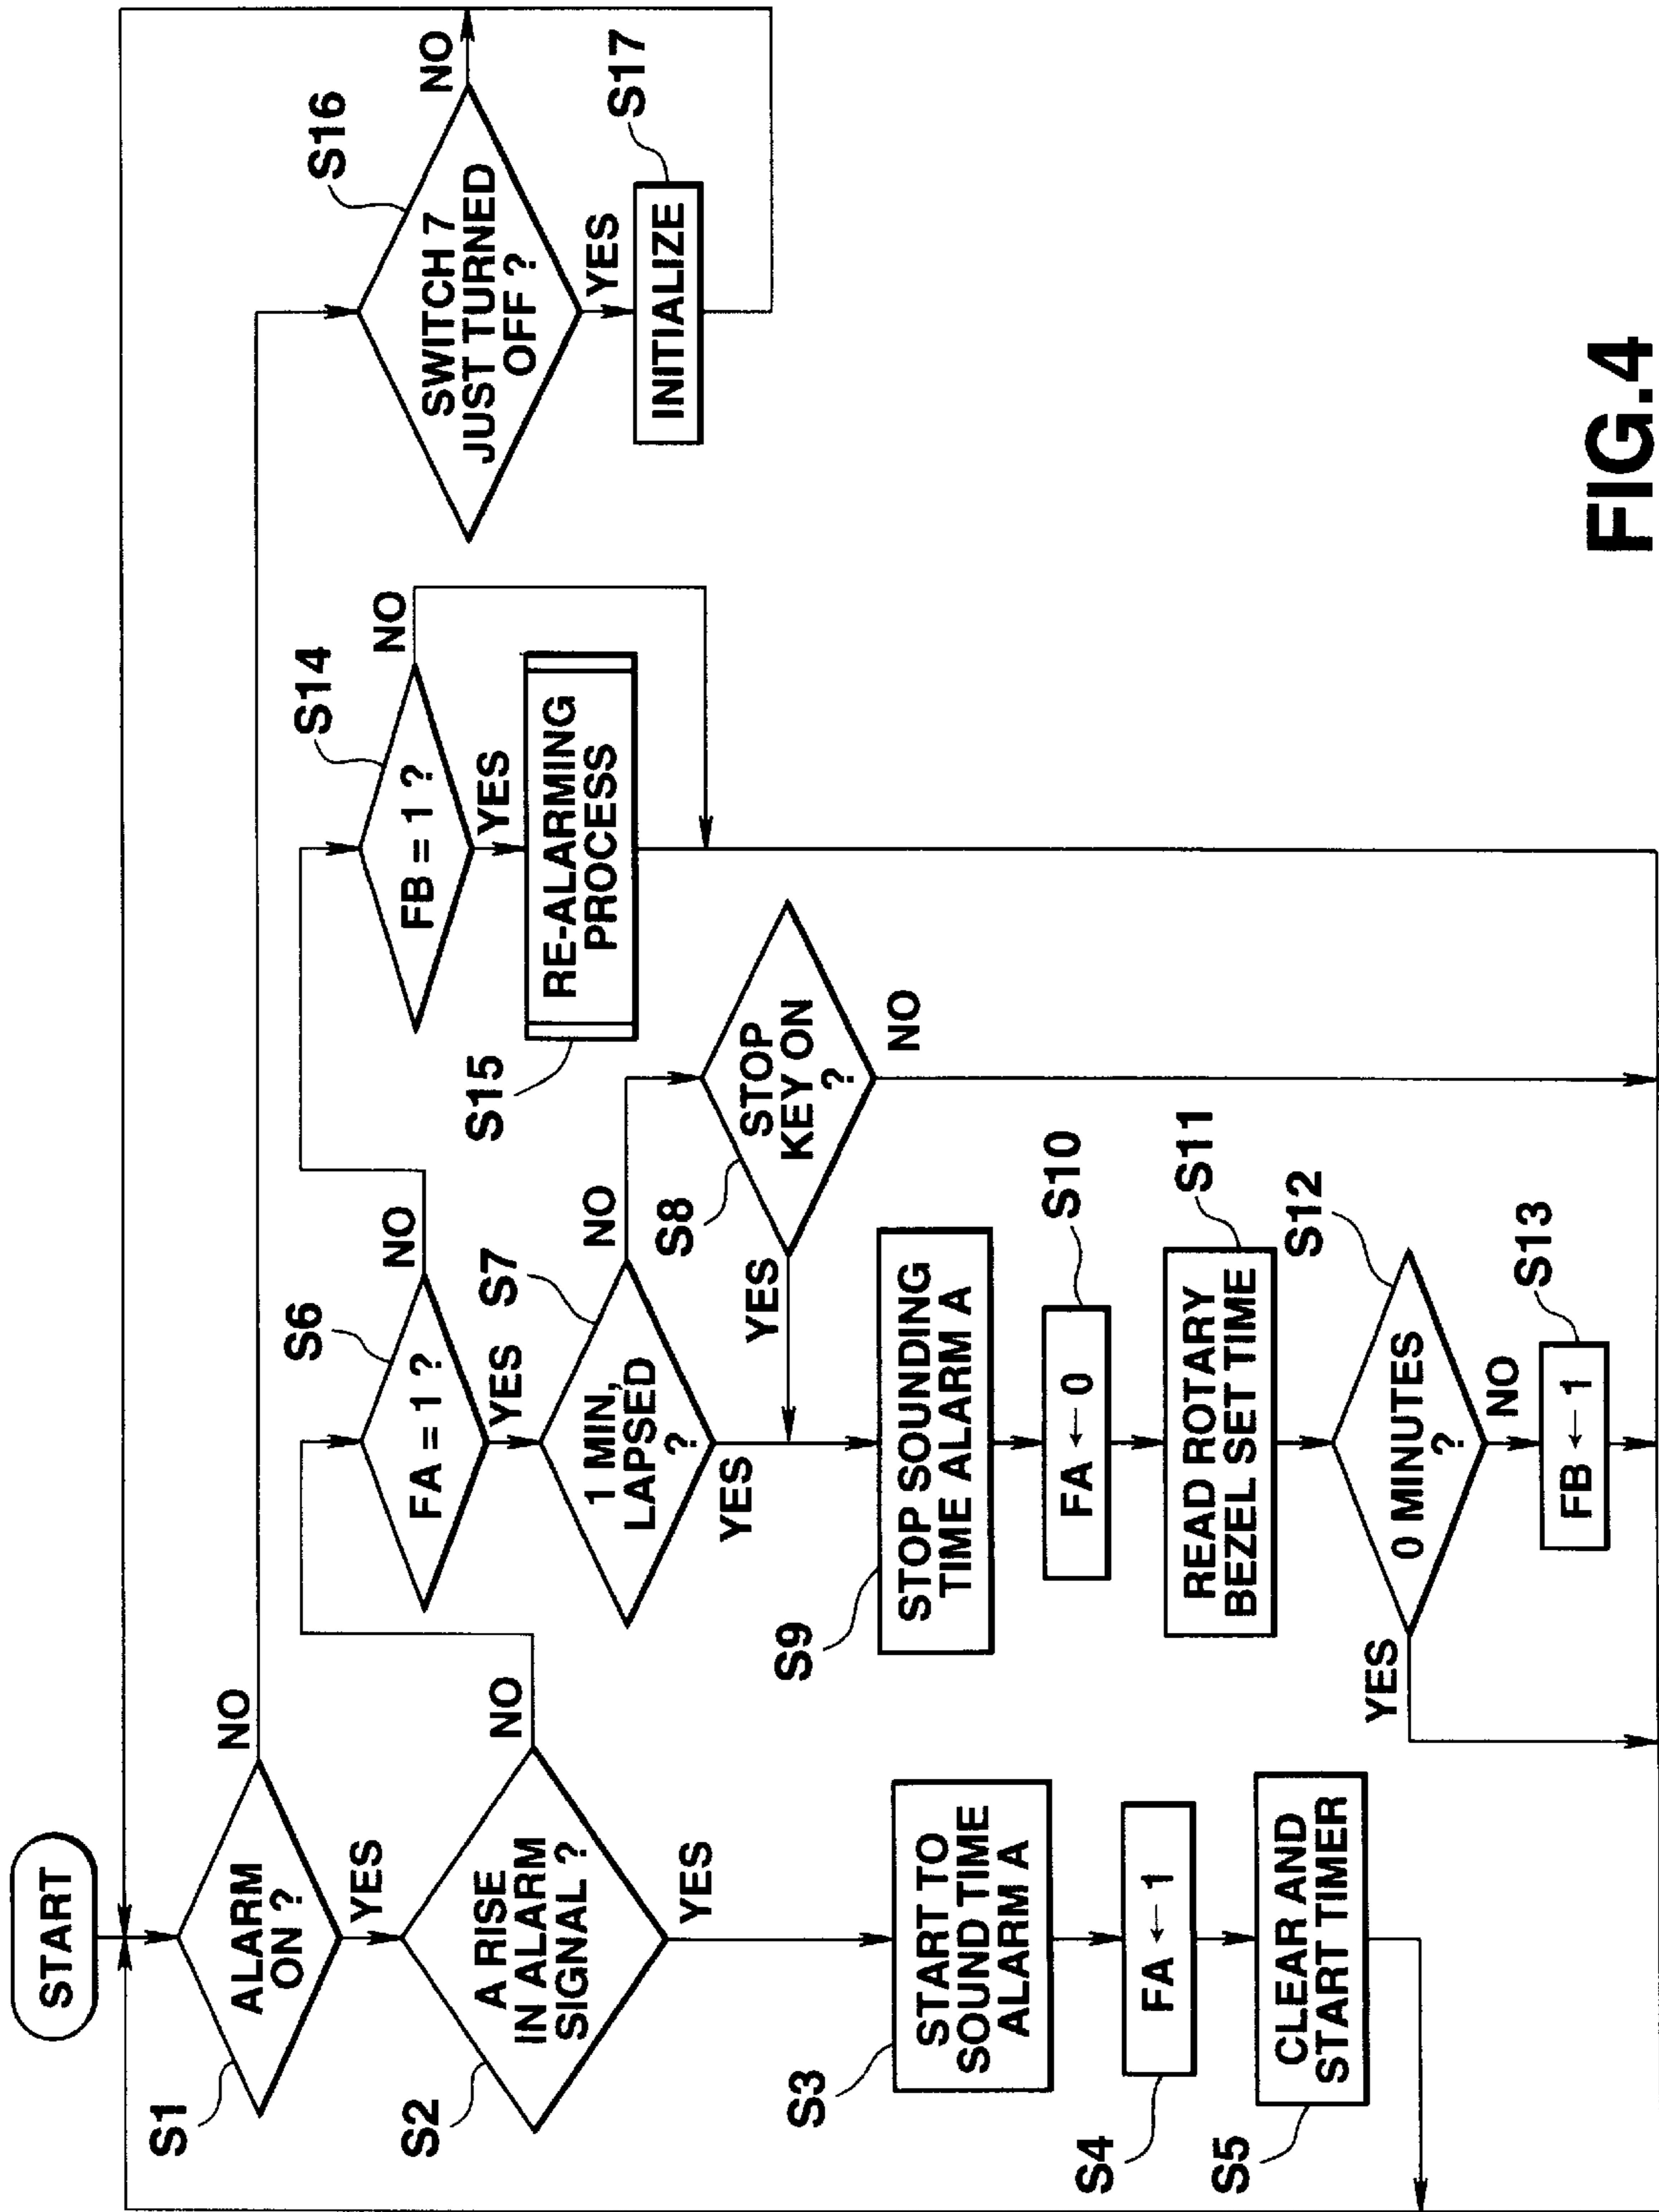 START
S1
ALARM
ON ?
NO
YES
S2
A RISE
IN ALARM
SIGNAL ?
NO
YES
S3
START TO
SOUND TIME
ALARM A
S4
FA ← 1
S5
CLEAR AND
START TIMER
S6
FA = 1 ?
NO
YES
S7
1 MIN,
LAPSED
?
NO
YES
S8
STOP
KEY ON
?
YES
NO
S9
STOP SOUNDING
TIME ALARM A
S10
FA ← 0
S11
READ ROTARY
BEZEL SET TIME
S12
0 MINUTES
?
YES
NO
S13
FB ← 1
S14
FB = 1 ?
NO
YES
S15
RE-ALARMING
PROCESS
S16
SWITCH 7
JUST TURNED
OFF ?
NO
YES
S17
INITIALIZE
FIG.4